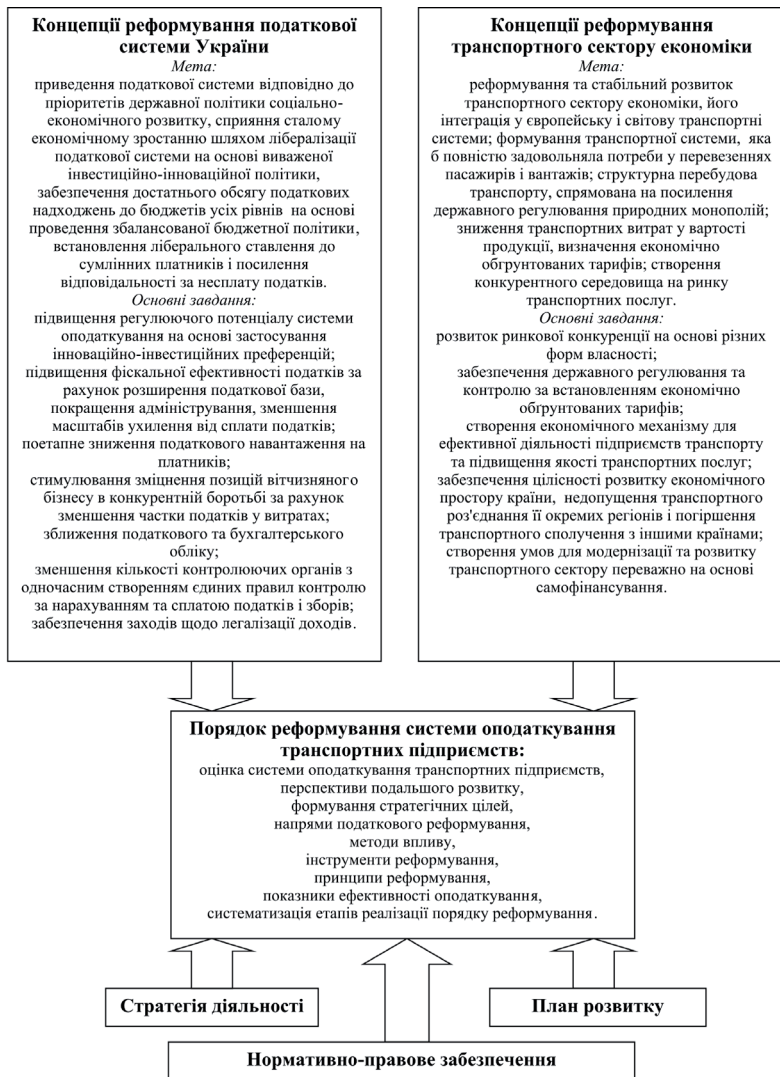 Концепції реформування податкової
системи України
Мета:
приведення податкової системи відповідно до
пріоритетів державної політики соціально-
економічного розвитку, сприяння сталому
економічному зростанню шляхом лібералізації
податкової системи на основі виваженої
інвестиційно-інноваційної політики,
забезпечення достатнього обсягу податкових
надходжень до бюджетів усіх рівнів на основі
проведення збалансованої бюджетної політики,
встановлення ліберального ставлення до
сумлінних платників і посилення
відповідальності за несплату податків.
Основні завдання:
підвищення регулюючого потенціалу системи
оподаткування на основі застосування
інноваційно-інвестиційних преференцій;
підвищення фіскальної ефективності податків за
рахунок розширення податкової бази,
покращення адміністрування, зменшення
масштабів ухилення від сплати податків;
поетапне зниження податкового навантаження на
платників;
стимулювання зміцнення позицій вітчизняного
бізнесу в конкурентній боротьбі за рахунок
зменшення частки податків у витратах;
зближення податкового та бухгалтерського
обліку;
зменшення кількості контролюючих органів з
одночасним створенням єдиних правил контролю
за нарахуванням та сплатою податків і зборів;
забезпечення заходів щодо легалізації доходів.
Концепції реформування
транспортного сектору економіки
Мета:
реформування та стабільний розвиток
транспортного сектору економіки, його
інтеграція у європейську і світову транспортні
системи; формування транспортної системи, яка
б повністю задовольняла потреби у перевезеннях
пасажирів і вантажів; структурна перебудова
транспорту, спрямована на посилення
державного регулювання природних монополій;
зниження транспортних витрат у вартості
продукції, визначення економічно
обгрунтованих тарифів; створення
конкурентного середовища на ринку
транспортних послуг.
Основні завдання:
розвиток ринкової конкуренції на основі різних
форм власності;
забезпечення державного регулювання та
контролю за встановленням економічно
обґрунтованих тарифів;
створення економічного механізму для
ефективної діяльності підприємств транспорту
та підвищення якості транспортних послуг;
забезпечення цілісності розвитку економічного
простору країни, недопущення транспортного
роз'єднання її окремих регіонів і погіршення
транспортного сполучення з іншими країнами;
створення умов для модернізації та розвитку
транспортного сектору переважно на основі
самофінансування.
Порядок реформування системи оподаткування
транспортних підприємств:
оцінка системи оподаткування транспортних підприємств,
перспективи подальшого розвитку,
формування стратегічних цілей,
напрями податкового реформування,
методи впливу,
інструменти реформування,
принципи реформування,
показники ефективності оподаткування,
систематизація етапів реалізації порядку реформування.
Стратегія діяльності
План розвитку
Нормативно-правове забезпечення